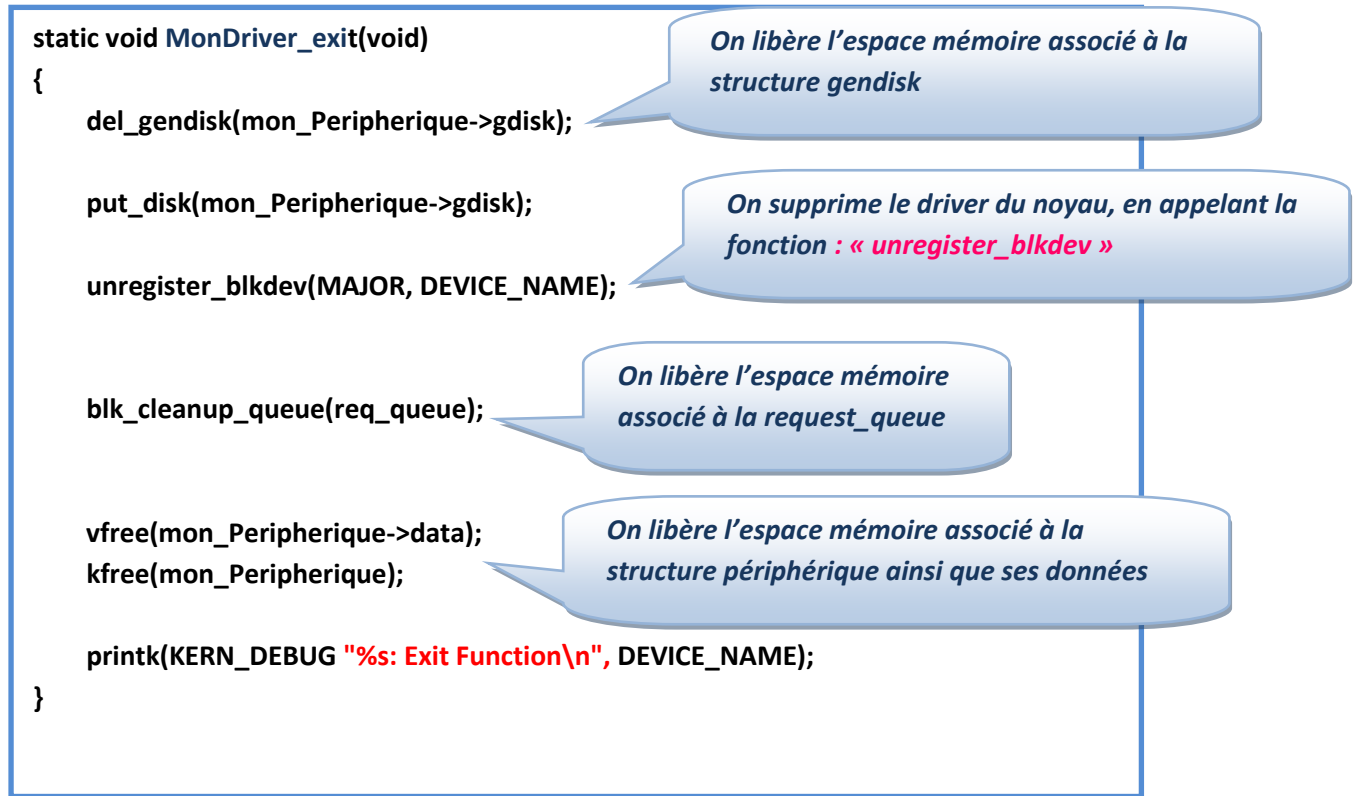 static void MonDriver_exit(void)
{
On libère l’espace mémoire associé à la
structure gendisk
del_gendisk(mon_Peripherique->gdisk);
put_disk(mon_Peripherique->gdisk);
On supprime le driver du noyau, en appelant la
fonction : « unregister_blkdev »
unregister_blkdev(MAJOR, DEVICE_NAME);
On libère l’espace mémoire
associé à la request_queue
blk_cleanup_queue(req_queue);
vfree(mon_Peripherique->data);
kfree(mon_Peripherique);
On libère l’espace mémoire associé à la
structure périphérique ainsi que ses données
printk(KERN_DEBUG "%s: Exit Function\n", DEVICE_NAME);
}